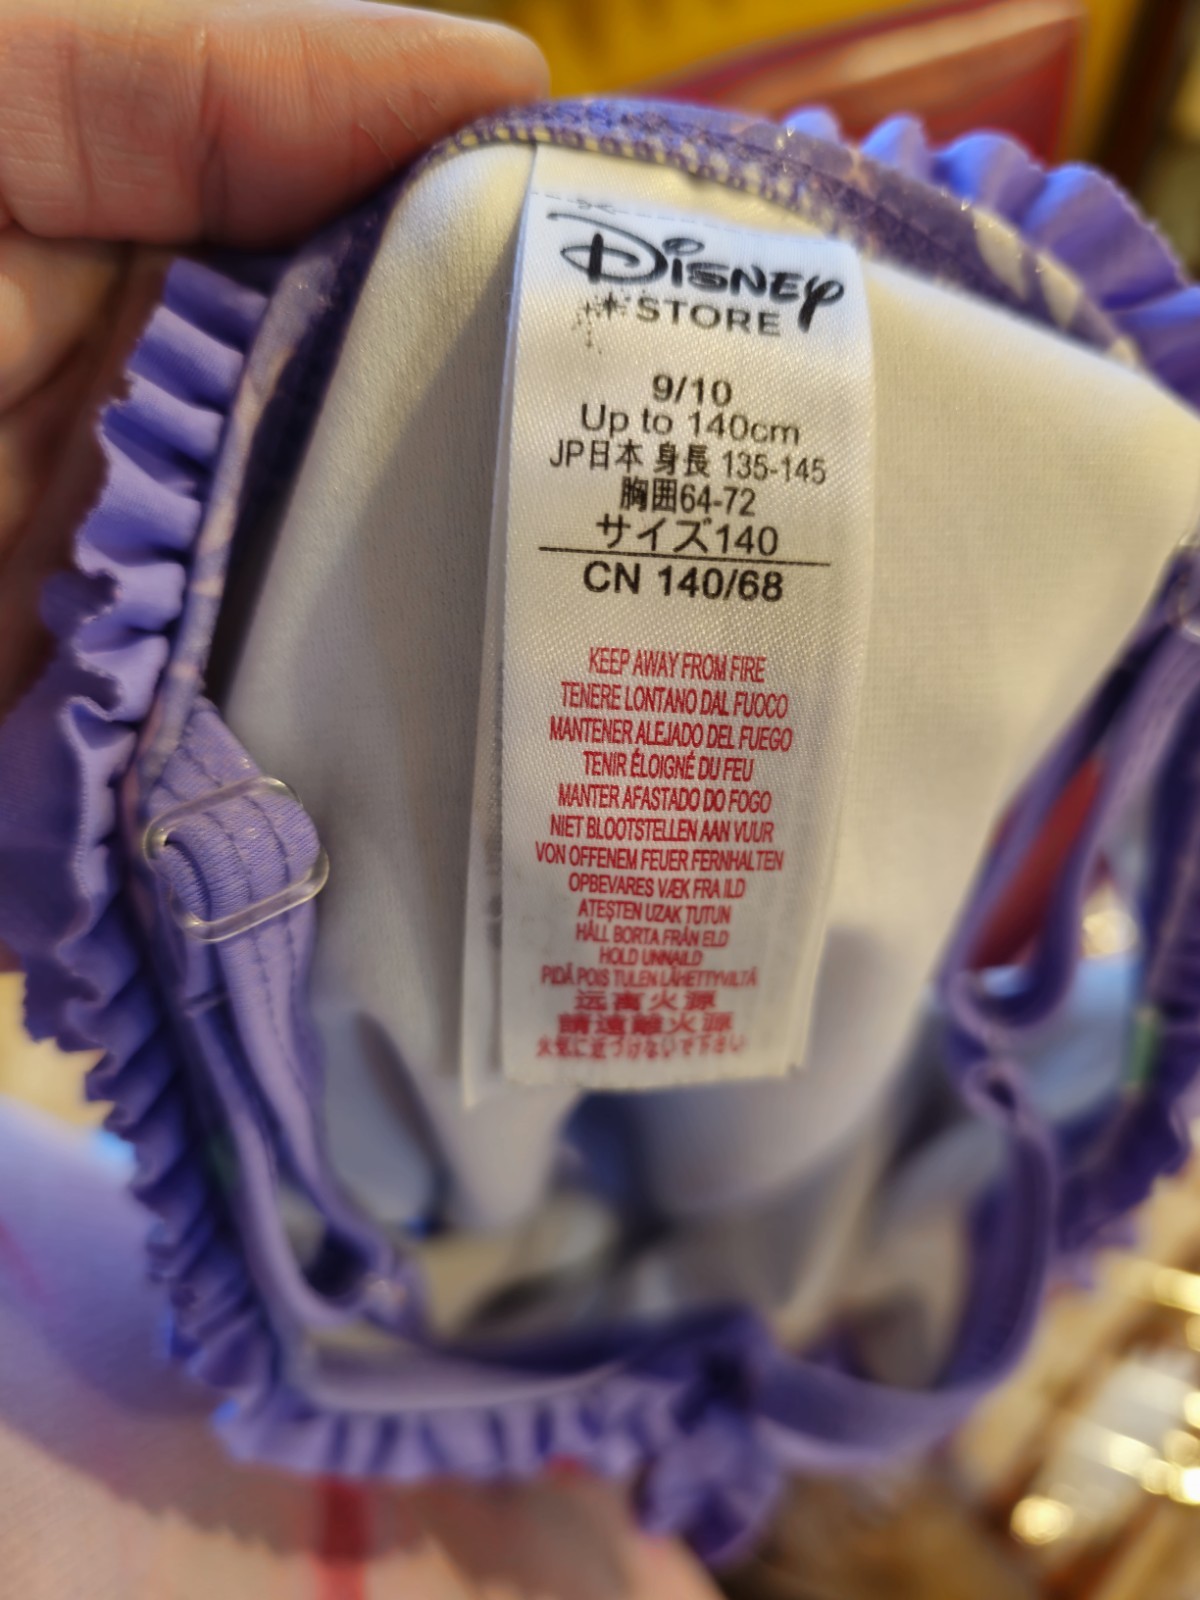 Disney
STORE
9/10
Up to 140cm
JP日本 身長 135-145
胸囲64-72
サイズ140
CN 140/68
KEEP AWAY FROM FIRE
TENERE LONTANO DAL FUOCO
MANTENER ALEJADO DEL FUEGO
TENIR ÉLOIGNÉ DU FEU
MANTER AFASTADO DO FOGO
NIET BLOOTSTELLEN AAN VUUR
VON OFFENEM FEUER FERNHALTEN
OPBEVARES VÆK FRA ILD
ATEŞTEN UZAK TUTUN
HÅLL BORTA FRÅN ELD
HOLD UNNAILD
PIDÄ POIS TULEN LÄHETTYVILTÄ
远离火源
請遠離火源
火気に近づけないで下さい